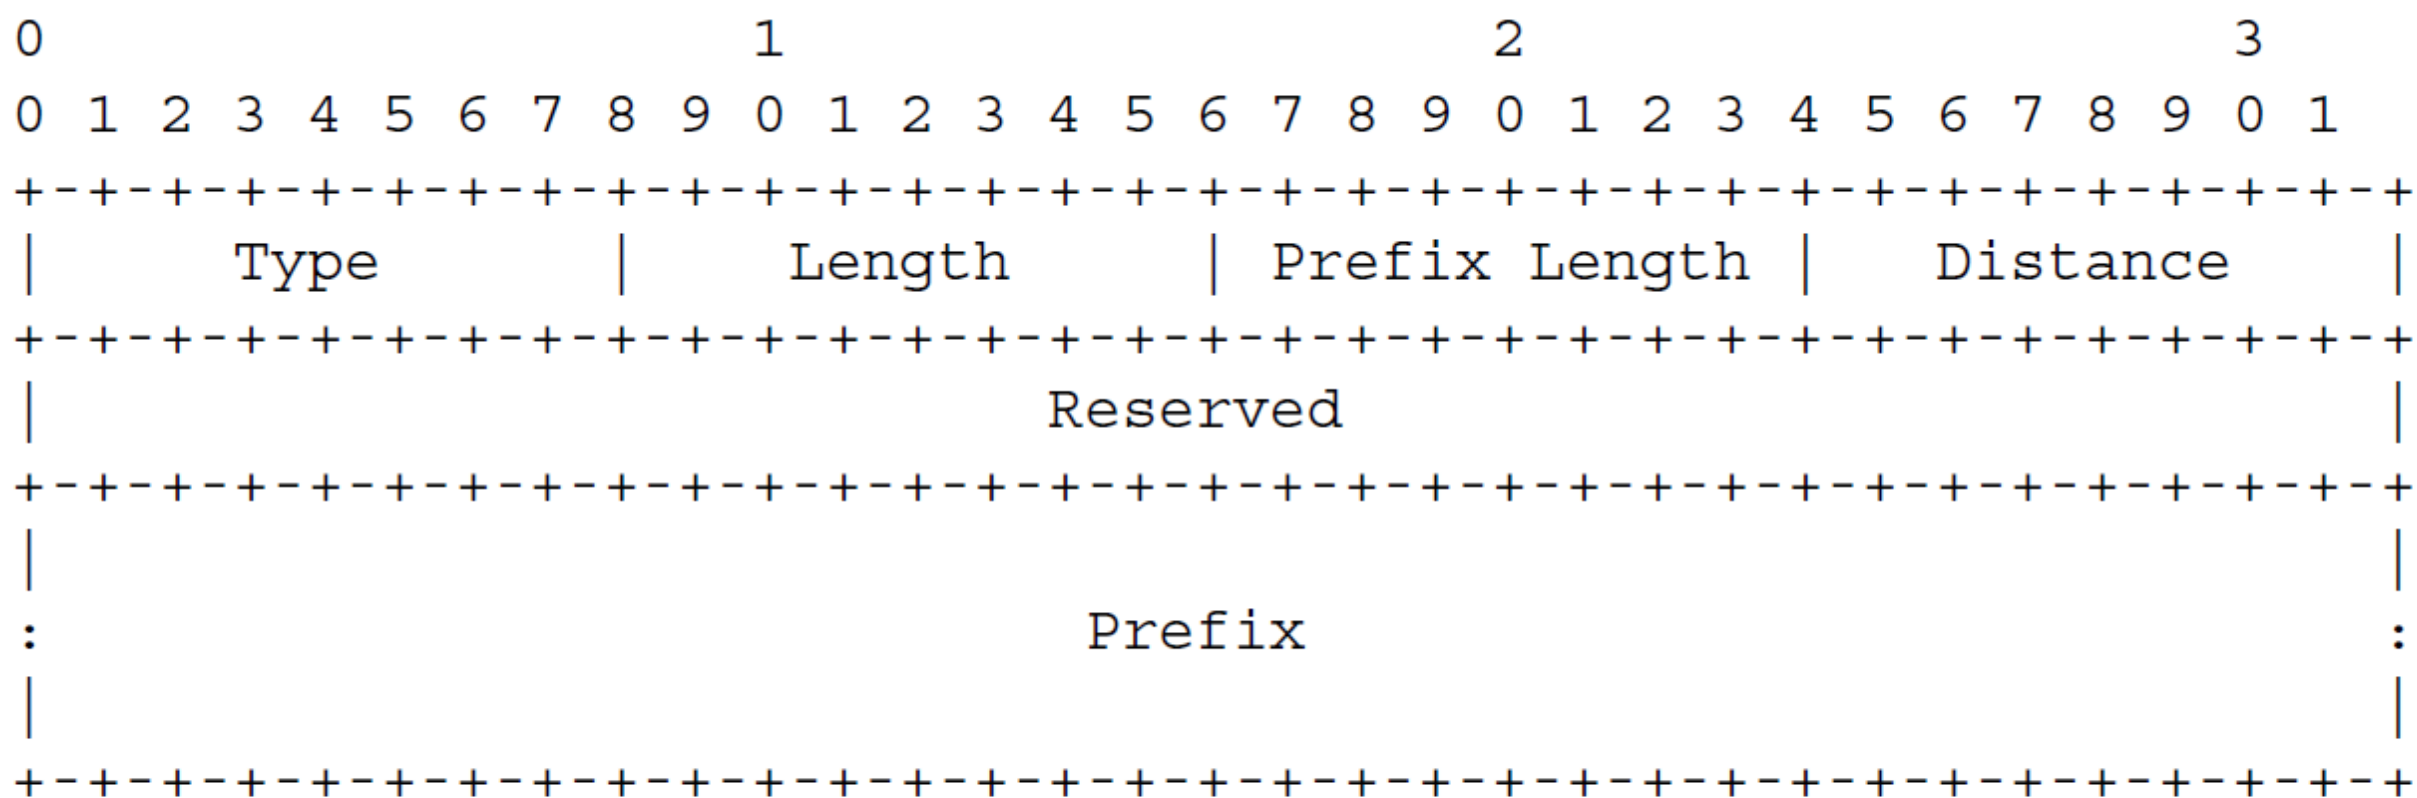 0                   1                   2                   3
0 1 2 3 4 5 6 7 8 9 0 1 2 3 4 5 6 7 8 9 0 1 2 3 4 5 6 7 8 9 0 1
+-+-+-+-+-+-+-+-+-+-+-+-+-+-+-+-+-+-+-+-+-+-+-+-+-+-+-+-+-+-+-+-+
|     Type      |    Length     | Prefix Length |   Distance    |
+-+-+-+-+-+-+-+-+-+-+-+-+-+-+-+-+-+-+-+-+-+-+-+-+-+-+-+-+-+-+-+-+
|                           Reserved                            |
+-+-+-+-+-+-+-+-+-+-+-+-+-+-+-+-+-+-+-+-+-+-+-+-+-+-+-+-+-+-+-+-+
|                                                               |
:                            Prefix                             :
|                                                               |
+-+-+-+-+-+-+-+-+-+-+-+-+-+-+-+-+-+-+-+-+-+-+-+-+-+-+-+-+-+-+-+-+